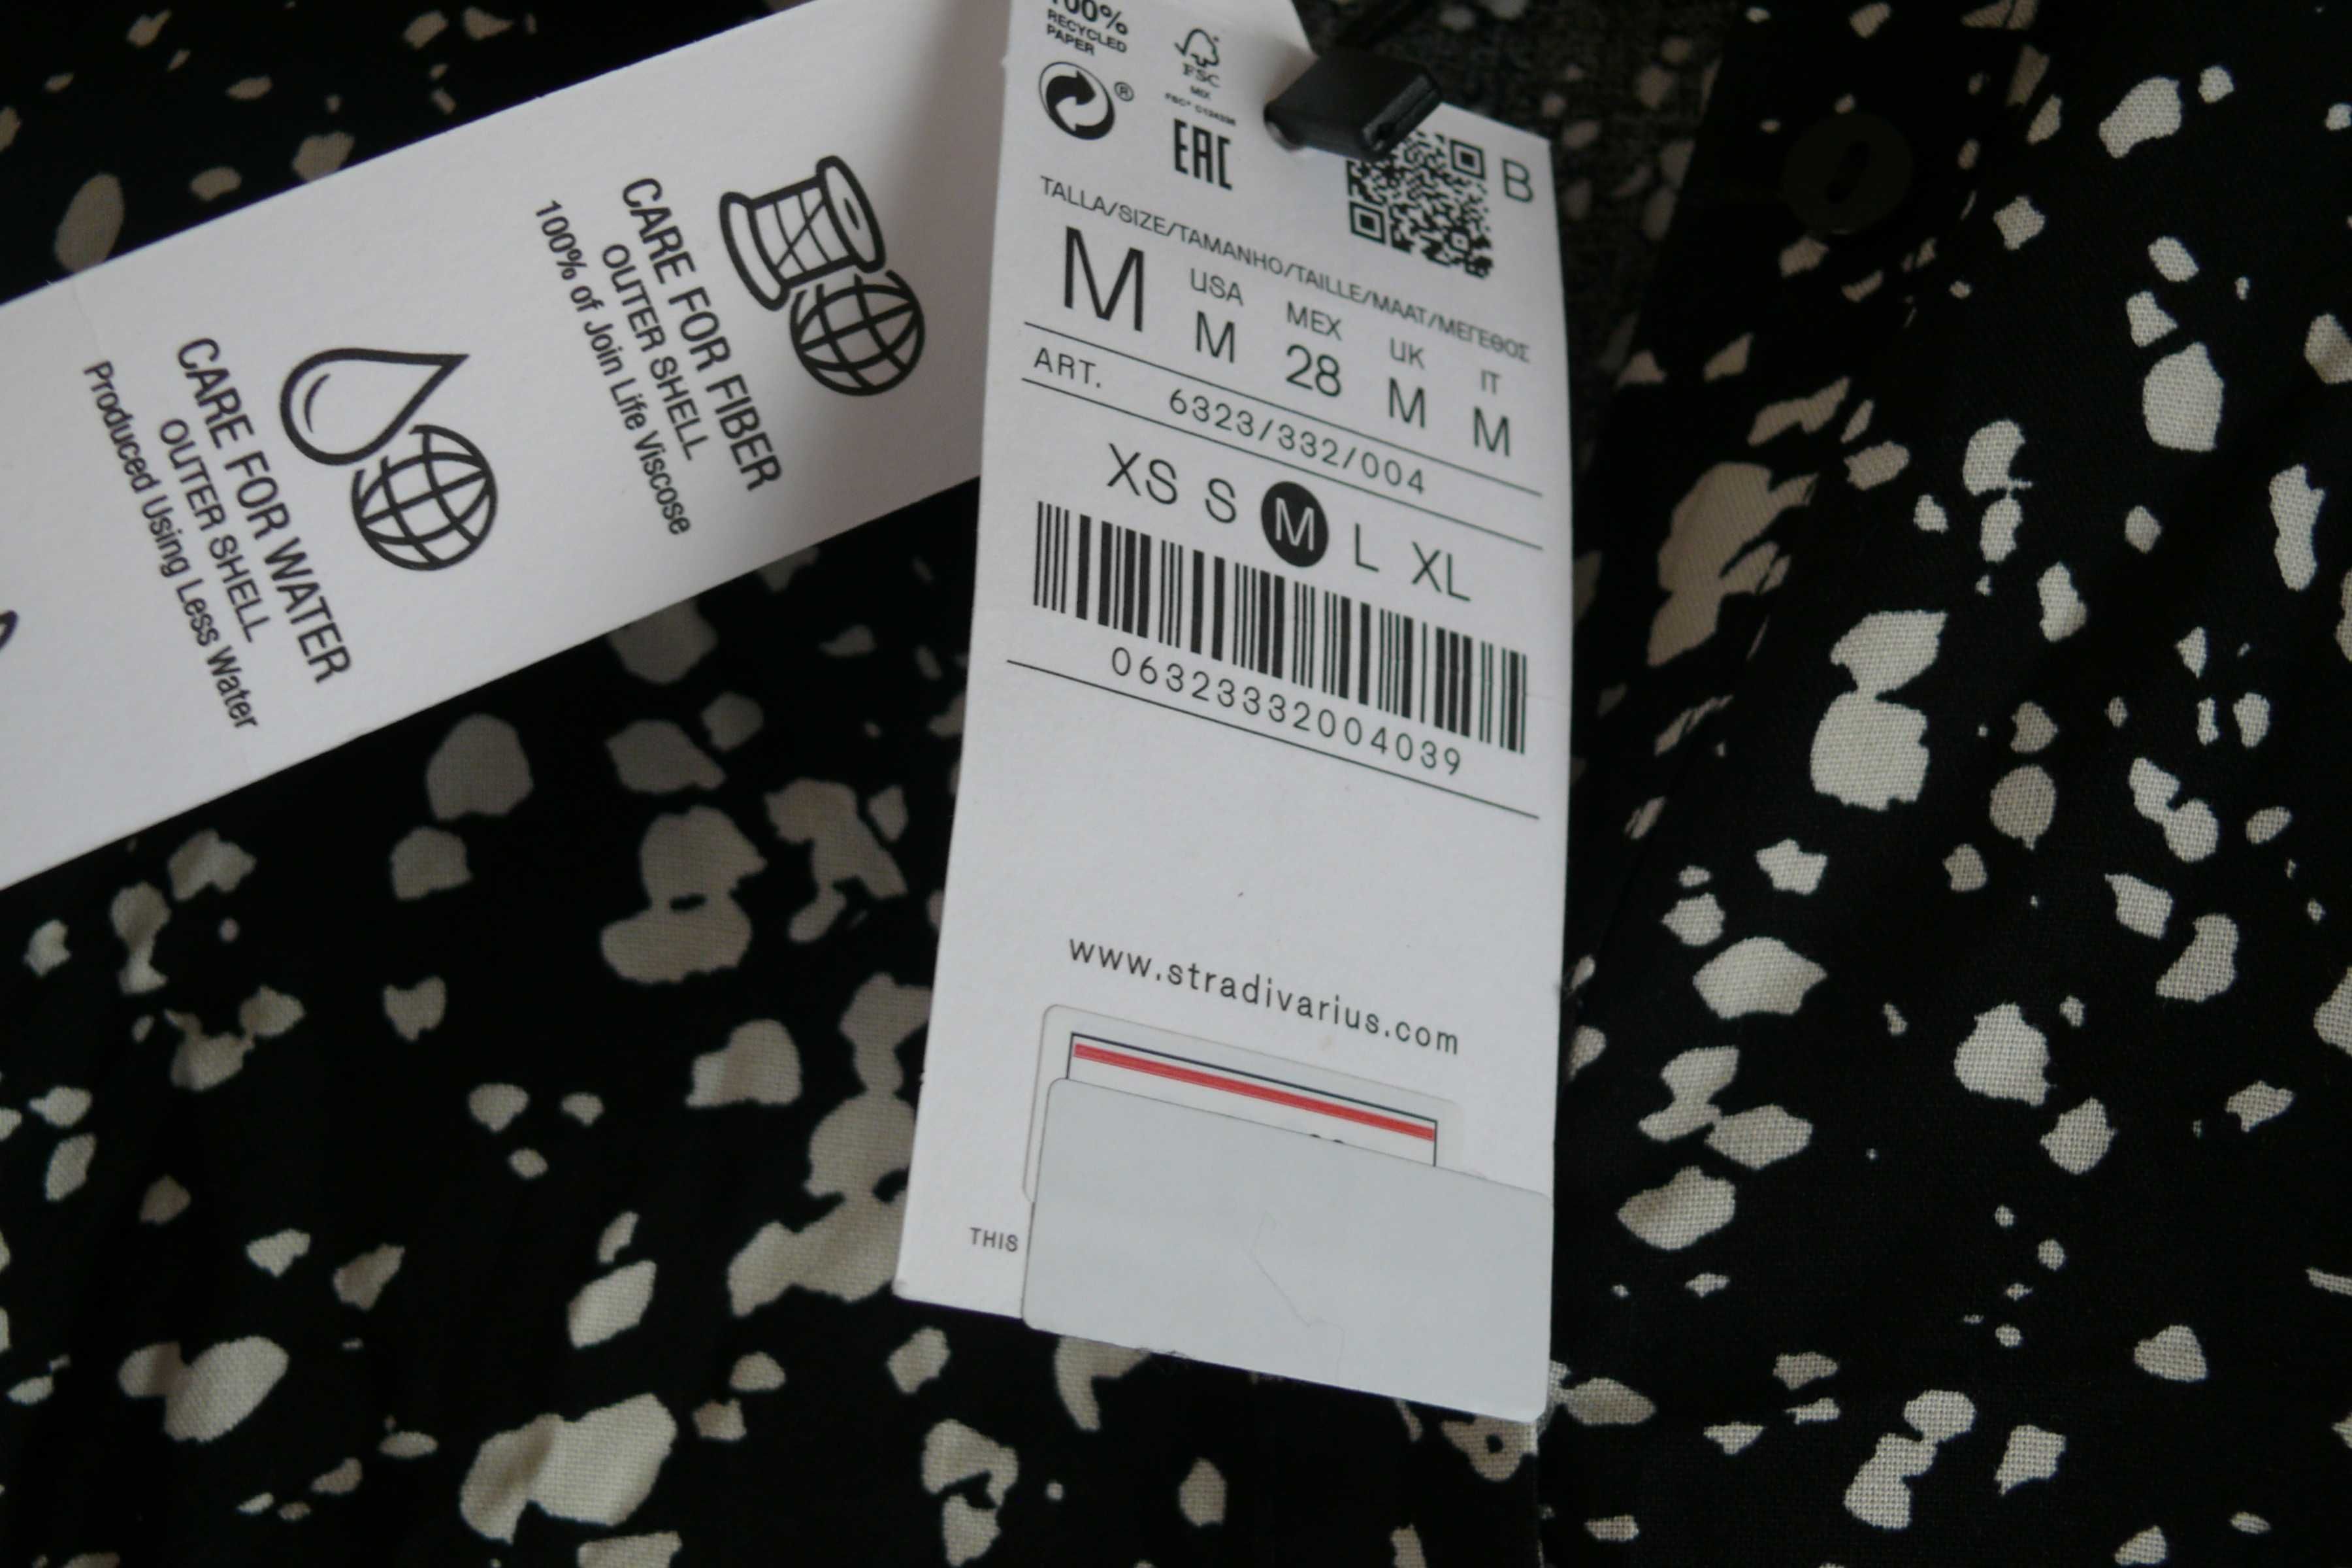 CARE FOR FIBER
OUTER SHELL
100% of Join Life Viscose
CARE FOR WATER
OUTER SHELL
Produced Using Less Water
100%
RECYCLED
PAPER
®
FSC
MIX
EAC
B
TALLA/SIZE/TAMANHO/TAILLE/MAAT/ΜΕΓΕΘΟΣ
M
USA
M
MEX
28
UK
M
IT
M
ART. 6323/332/004
XS S M L XL
06323332004039
www.stradivarius.com
THIS